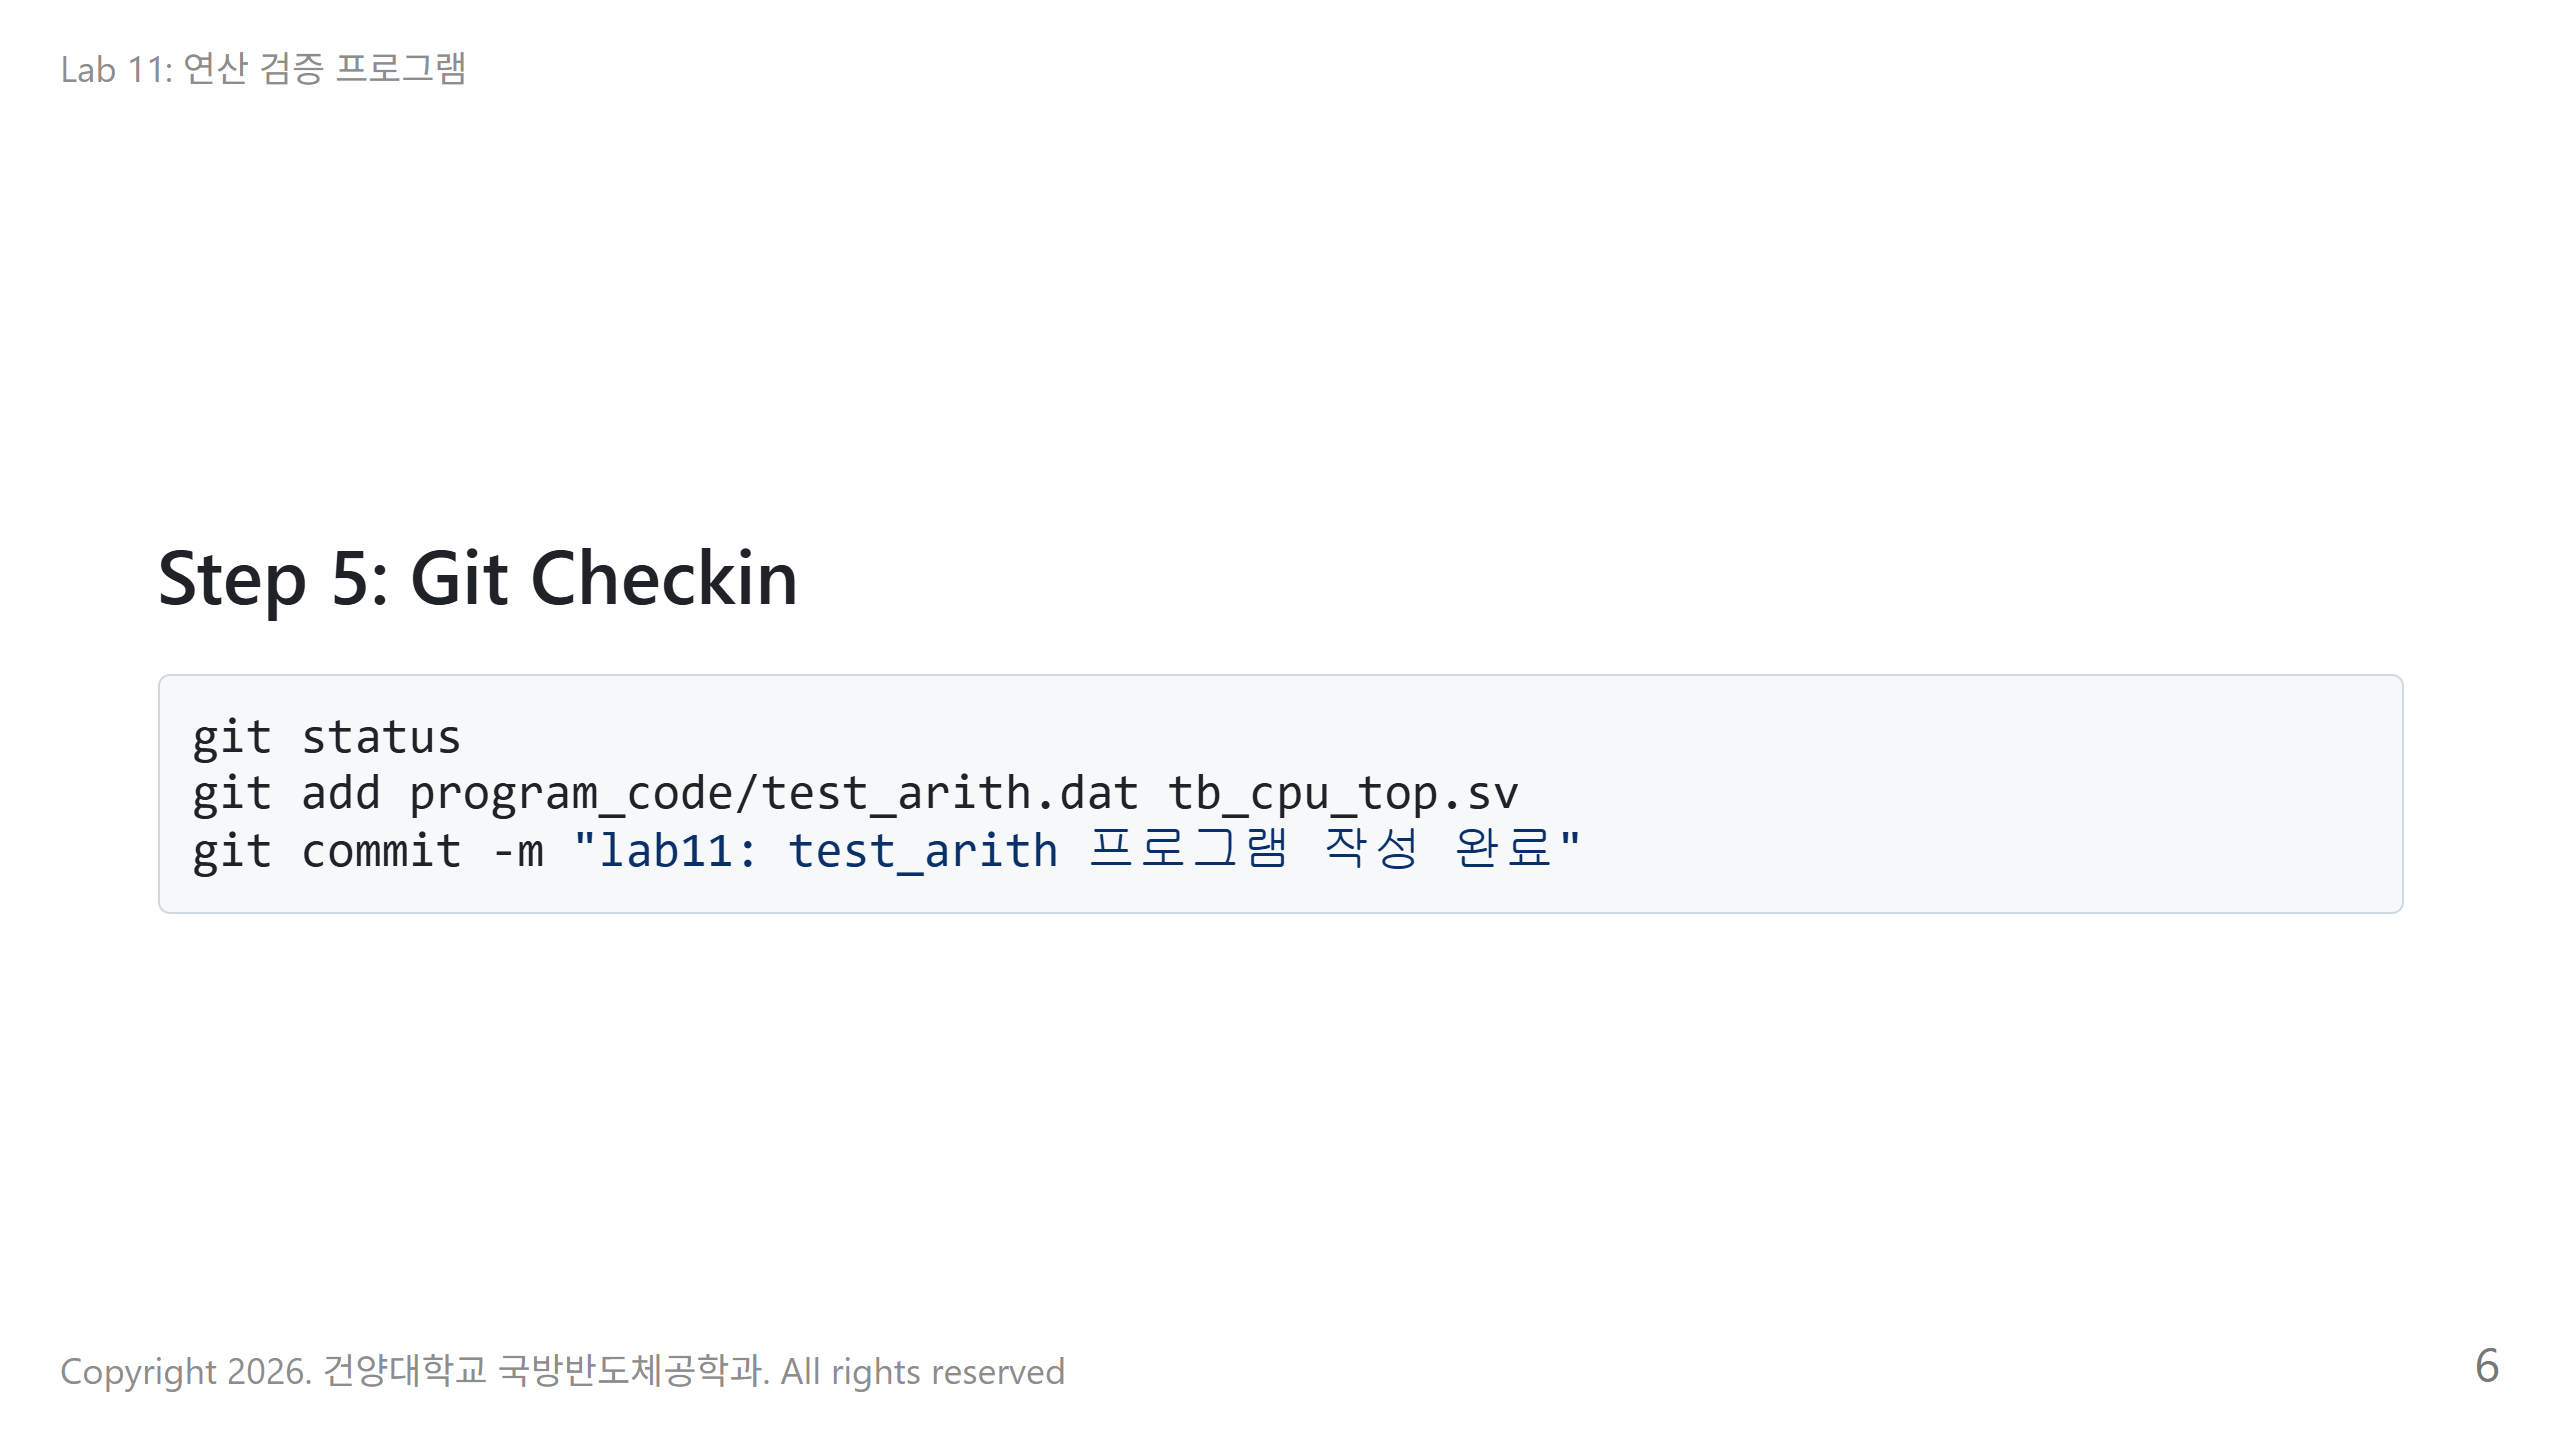 Lab 11: 연산 검증 프로그램
Step 5: Git Checkin
git status
git add program_code/test_arith.dat tb_cpu_top.sv
git commit -m "lab11: test_arith 프로그램 작성 완료"
Copyright 2026. 건양대학교 국방반도체공학과. All rights reserved
6